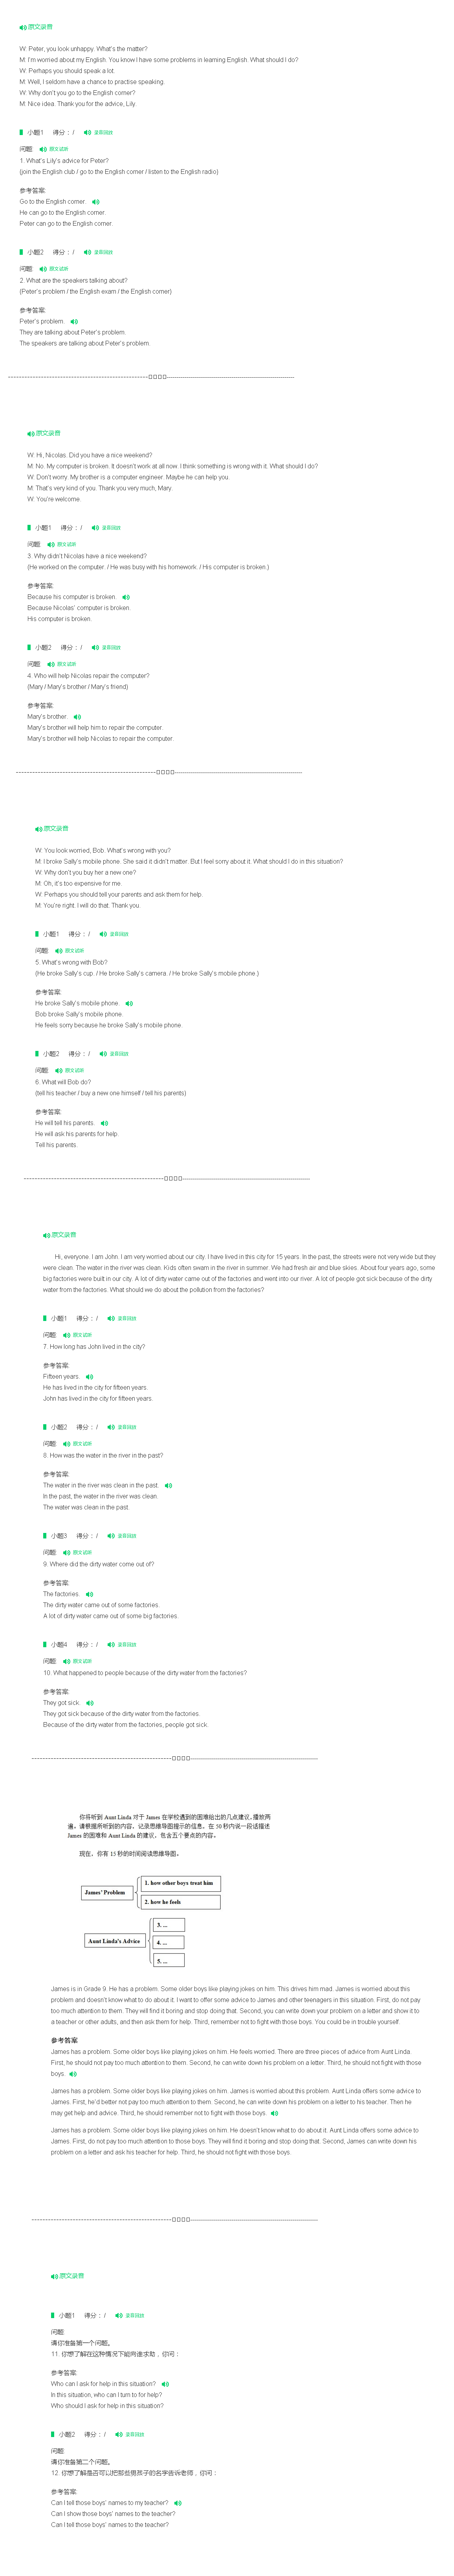 原文录音
W: Peter, you look unhappy. What's the matter?
M: I'm worried about my English. You know I have some problems in learning English. What should I do?
W: Perhaps you should speak a lot.
M: Well, I seldom have a chance to practise speaking.
W: Why don't you go to the English corner?
M: Nice idea. Thank you for the advice, Lily.
小题1 得分：/ 录音回放
问题: 原文试听
1. What's Lily's advice for Peter?
(join the English club / go to the English corner / listen to the English radio)
参考答案:
Go to the English corner.
He can go to the English corner.
Peter can go to the English corner.
小题2 得分：/ 录音回放
问题: 原文试听
2. What are the speakers talking about?
(Peter's problem / the English exam / the English corner)
参考答案:
Peter's problem.
They are talking about Peter's problem.
The speakers are talking about Peter's problem.
原文录音
W: Hi, Nicolas. Did you have a nice weekend?
M: No. My computer is broken. It doesn't work at all now. I think something is wrong with it. What should I do?
W: Don't worry. My brother is a computer engineer. Maybe he can help you.
M: That's very kind of you. Thank you very much, Mary.
W: You're welcome.
小题1 得分：/ 录音回放
问题: 原文试听
3. Why didn't Nicolas have a nice weekend?
(He worked on the computer. / He was busy with his homework. / His computer is broken.)
参考答案:
Because his computer is broken.
Because Nicolas' computer is broken.
His computer is broken.
小题2 得分：/ 录音回放
问题: 原文试听
4. Who will help Nicolas repair the computer?
(Mary / Mary's brother / Mary's friend)
参考答案:
Mary's brother.
Mary's brother will help him to repair the computer.
Mary's brother will help Nicolas to repair the computer.
原文录音
W: You look worried, Bob. What's wrong with you?
M: I broke Sally's mobile phone. She said it didn't matter. But I feel sorry about it. What should I do in this situation?
W: Why don't you buy her a new one?
M: Oh, it's too expensive for me.
W: Perhaps you should tell your parents and ask them for help.
M: You're right. I will do that. Thank you.
小题1 得分：/ 录音回放
问题: 原文试听
5. What's wrong with Bob?
(He broke Sally's cup. / He broke Sally's camera. / He broke Sally's mobile phone.)
参考答案:
He broke Sally's mobile phone.
Bob broke Sally's mobile phone.
He feels sorry because he broke Sally's mobile phone.
小题2 得分：/ 录音回放
问题: 原文试听
6. What will Bob do?
(tell his teacher / buy a new one himself / tell his parents)
参考答案:
He will tell his parents.
He will ask his parents for help.
Tell his parents.
原文录音
Hi, everyone. I am John. I am very worried about our city. I have lived in this city for 15 years. In the past, the streets were not very wide but they
were clean. The water in the river was clean. Kids often swam in the river in summer. We had fresh air and blue skies. About four years ago, some
big factories were built in our city. A lot of dirty water came out of the factories and went into our river. A lot of people got sick because of the dirty
water from the factories. What should we do about the pollution from the factories?
小题1 得分：/ 录音回放
问题: 原文试听
7. How long has John lived in the city?
参考答案:
Fifteen years.
He has lived in the city for fifteen years.
John has lived in the city for fifteen years.
小题2 得分：/ 录音回放
问题: 原文试听
8. How was the water in the river in the past?
参考答案:
The water in the river was clean in the past.
In the past, the water in the river was clean.
The water was clean in the past.
小题3 得分：/ 录音回放
问题: 原文试听
9. Where did the dirty water come out of?
参考答案:
The factories.
The dirty water came out of some factories.
A lot of dirty water came out of some big factories.
小题4 得分：/ 录音回放
问题: 原文试听
10. What happened to people because of the dirty water from the factories?
参考答案:
They got sick.
They got sick because of the dirty water from the factories.
Because of the dirty water from the factories, people got sick.
你将听到 Aunt Linda 对于 James 在学校遇到的困难给出的几点建议。播放两
遍。请根据所听到的内容，记录思维导图提示的信息。在 50 秒内说一段话描述
James 的困难和 Aunt Linda 的建议，包含五个要点的内容。
现在，你有 15 秒的时间阅读思维导图。
James' Problem
1. how other boys treat him
2. how he feels
Aunt Linda's Advice
3. ...
4. ...
5. ...
James is in Grade 9. He has a problem. Some older boys like playing jokes on him. This drives him mad. James is worried about this
problem and doesn't know what to do about it. I want to offer some advice to James and other teenagers in this situation. First, do not pay
too much attention to them. They will find it boring and stop doing that. Second, you can write down your problem on a letter and show it to
a teacher or other adults, and then ask them for help. Third, remember not to fight with those boys. You could be in trouble yourself.
参考答案
James has a problem. Some older boys like playing jokes on him. He feels worried. There are three pieces of advice from Aunt Linda.
First, he should not pay too much attention to them. Second, he can write down his problem on a letter. Third, he should not fight with those
boys.
James has a problem. Some older boys like playing jokes on him. James is worried about this problem. Aunt Linda offers some advice to
James. First, he'd better not pay too much attention to them. Second, he can write down his problem on a letter to his teacher. Then he
may get help and advice. Third, he should remember not to fight with those boys.
James has a problem. Some older boys like playing jokes on him. He doesn't know what to do about it. Aunt Linda offers some advice to
James. First, do not pay too much attention to those boys. They will find it boring and stop doing that. Second, James can write down his
problem on a letter and ask his teacher for help. Third, he should not fight with those boys.
原文录音
小题1 得分：/ 录音回放
问题:
请你准备第一个问题。
11. 你想了解在这种情况下能向谁求助，你问：
参考答案:
Who can I ask for help in this situation?
In this situation, who can I turn to for help?
Who should I ask for help in this situation?
小题2 得分：/ 录音回放
问题:
请你准备第二个问题。
12. 你想了解是否可以把那些男孩子的名字告诉老师，你问：
参考答案:
Can I tell those boys' names to my teacher?
Can I show those boys' names to the teacher?
Can I tell those boys' names to the teacher?